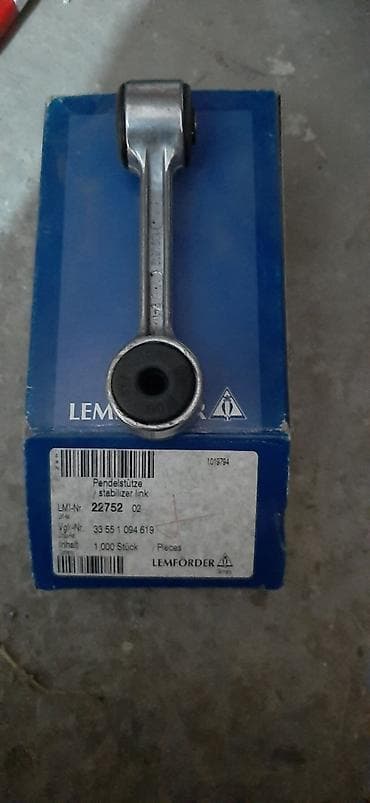 LEMFÖRDER
1019794
Pendelstütze
/ stabilizer link
LMI-Nr. 22752 02
Vgl.-Nr. 33 55 1 094 619
Inhalt 1,000 Stück Pieces
LEMFÖRDER